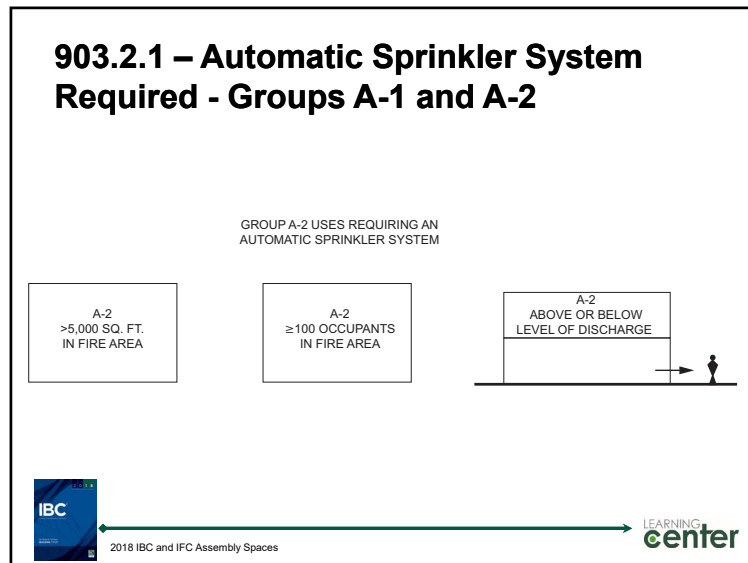 903.2.1 – Automatic Sprinkler System
Required - Groups A-1 and A-2
GROUP A-2 USES REQUIRING AN
AUTOMATIC SPRINKLER SYSTEM
A-2
>5,000 SQ. FT.
IN FIRE AREA
A-2
≥100 OCCUPANTS
IN FIRE AREA
A-2
ABOVE OR BELOW
LEVEL OF DISCHARGE
IBC
2018 IBC and IFC Assembly Spaces
LEARNING
center